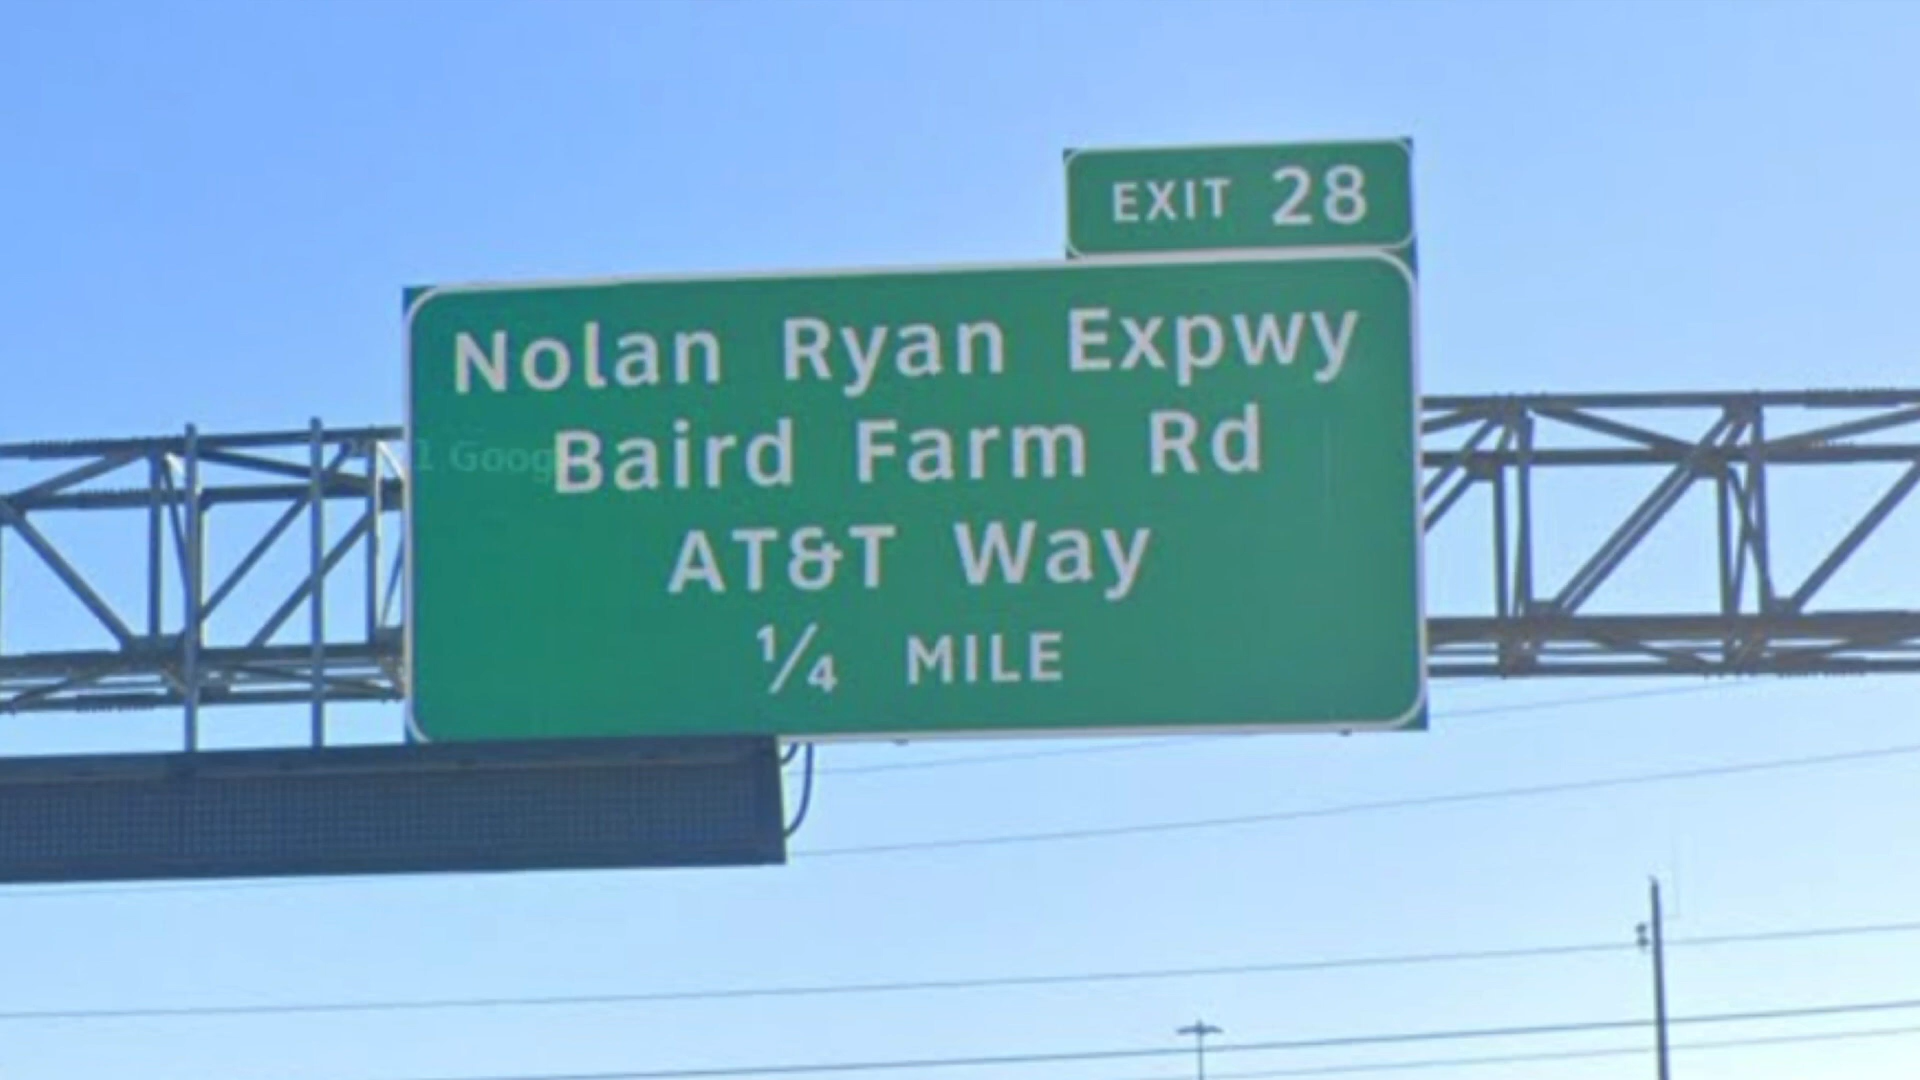 EXIT 28
Nolan Ryan Expwy
Baird Farm Rd
AT&T Way
¼ MILE